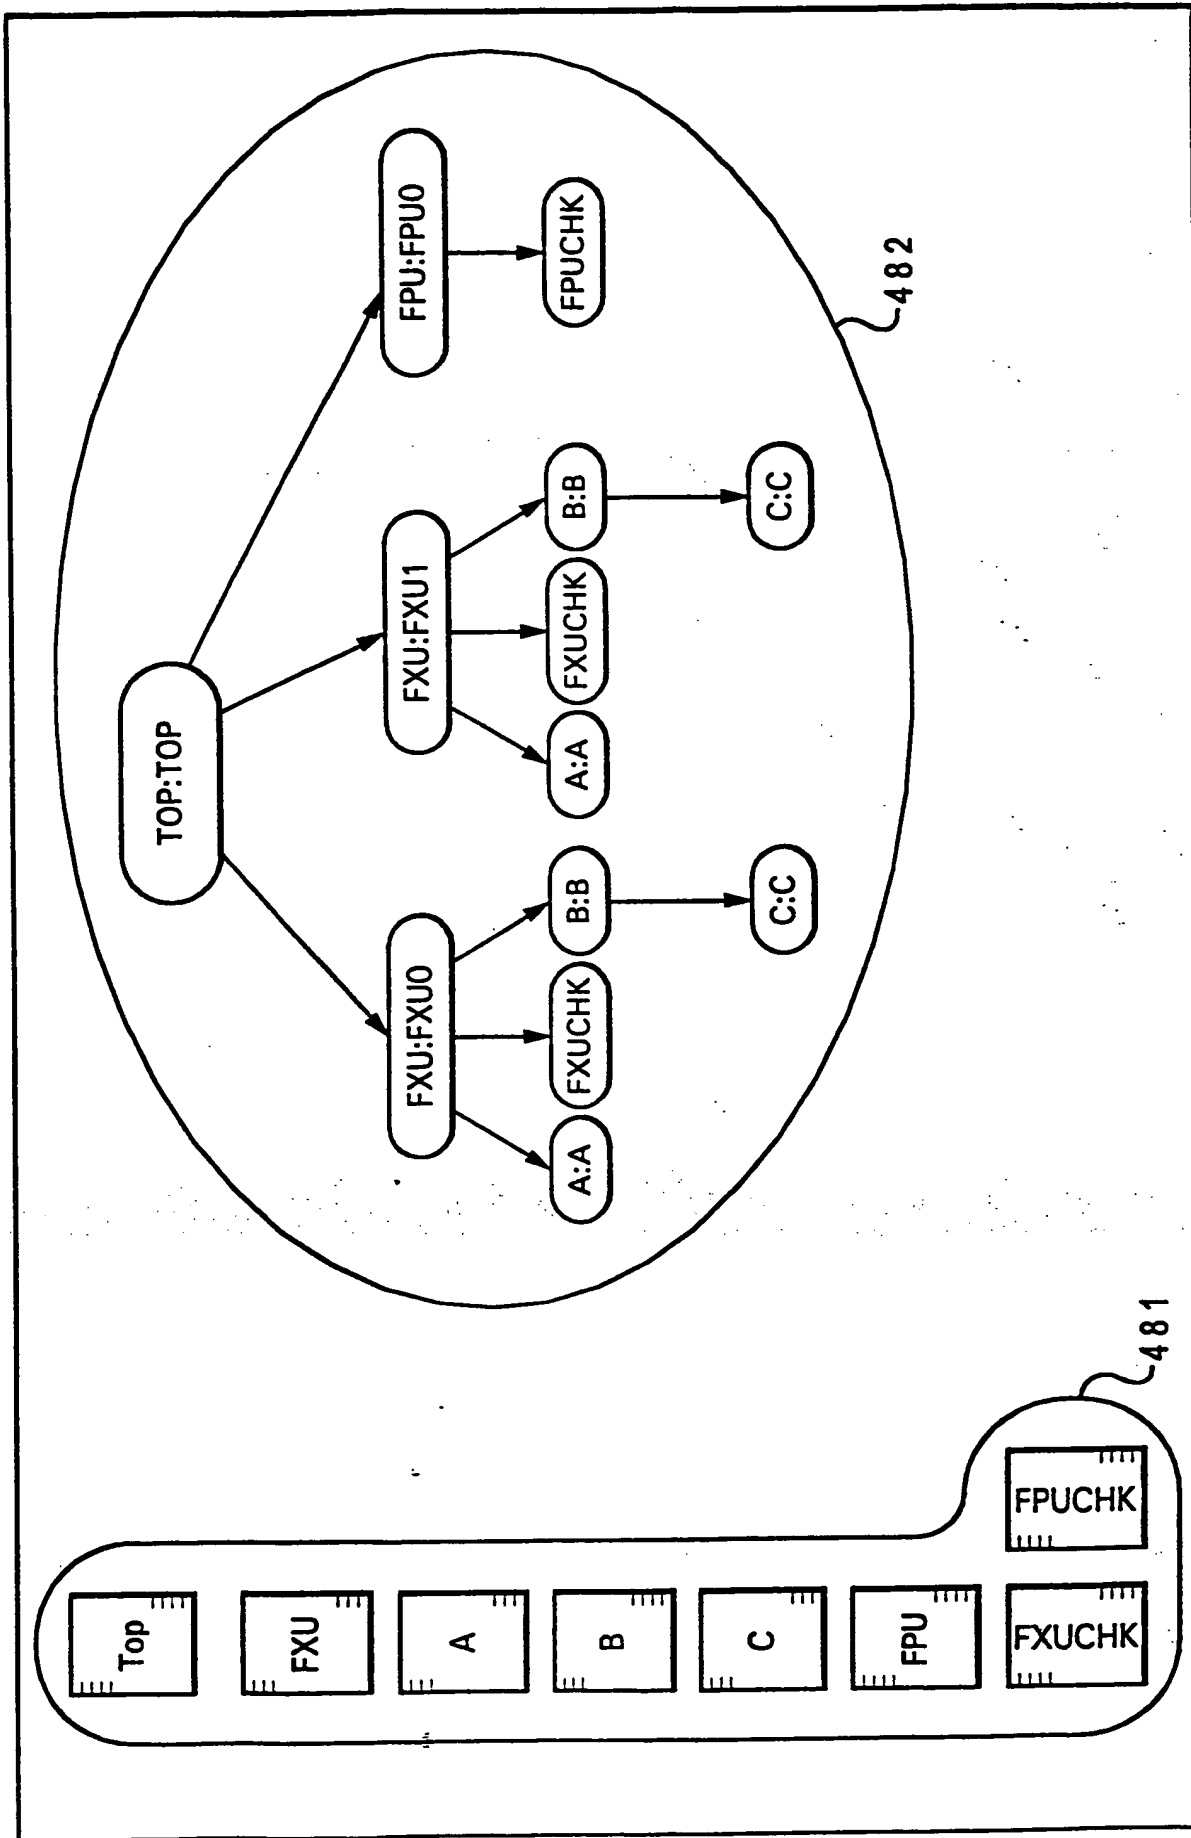 Top
FXU
A
B
C
FPU
FXUCHK
FPUCHK
481
TOP:TOP
FXU:FXU0
FXU:FXU1
FPU:FPU0
A:A
FXUCHK
B:B
A:A
FXUCHK
B:B
FPUCHK
C:C
C:C
482